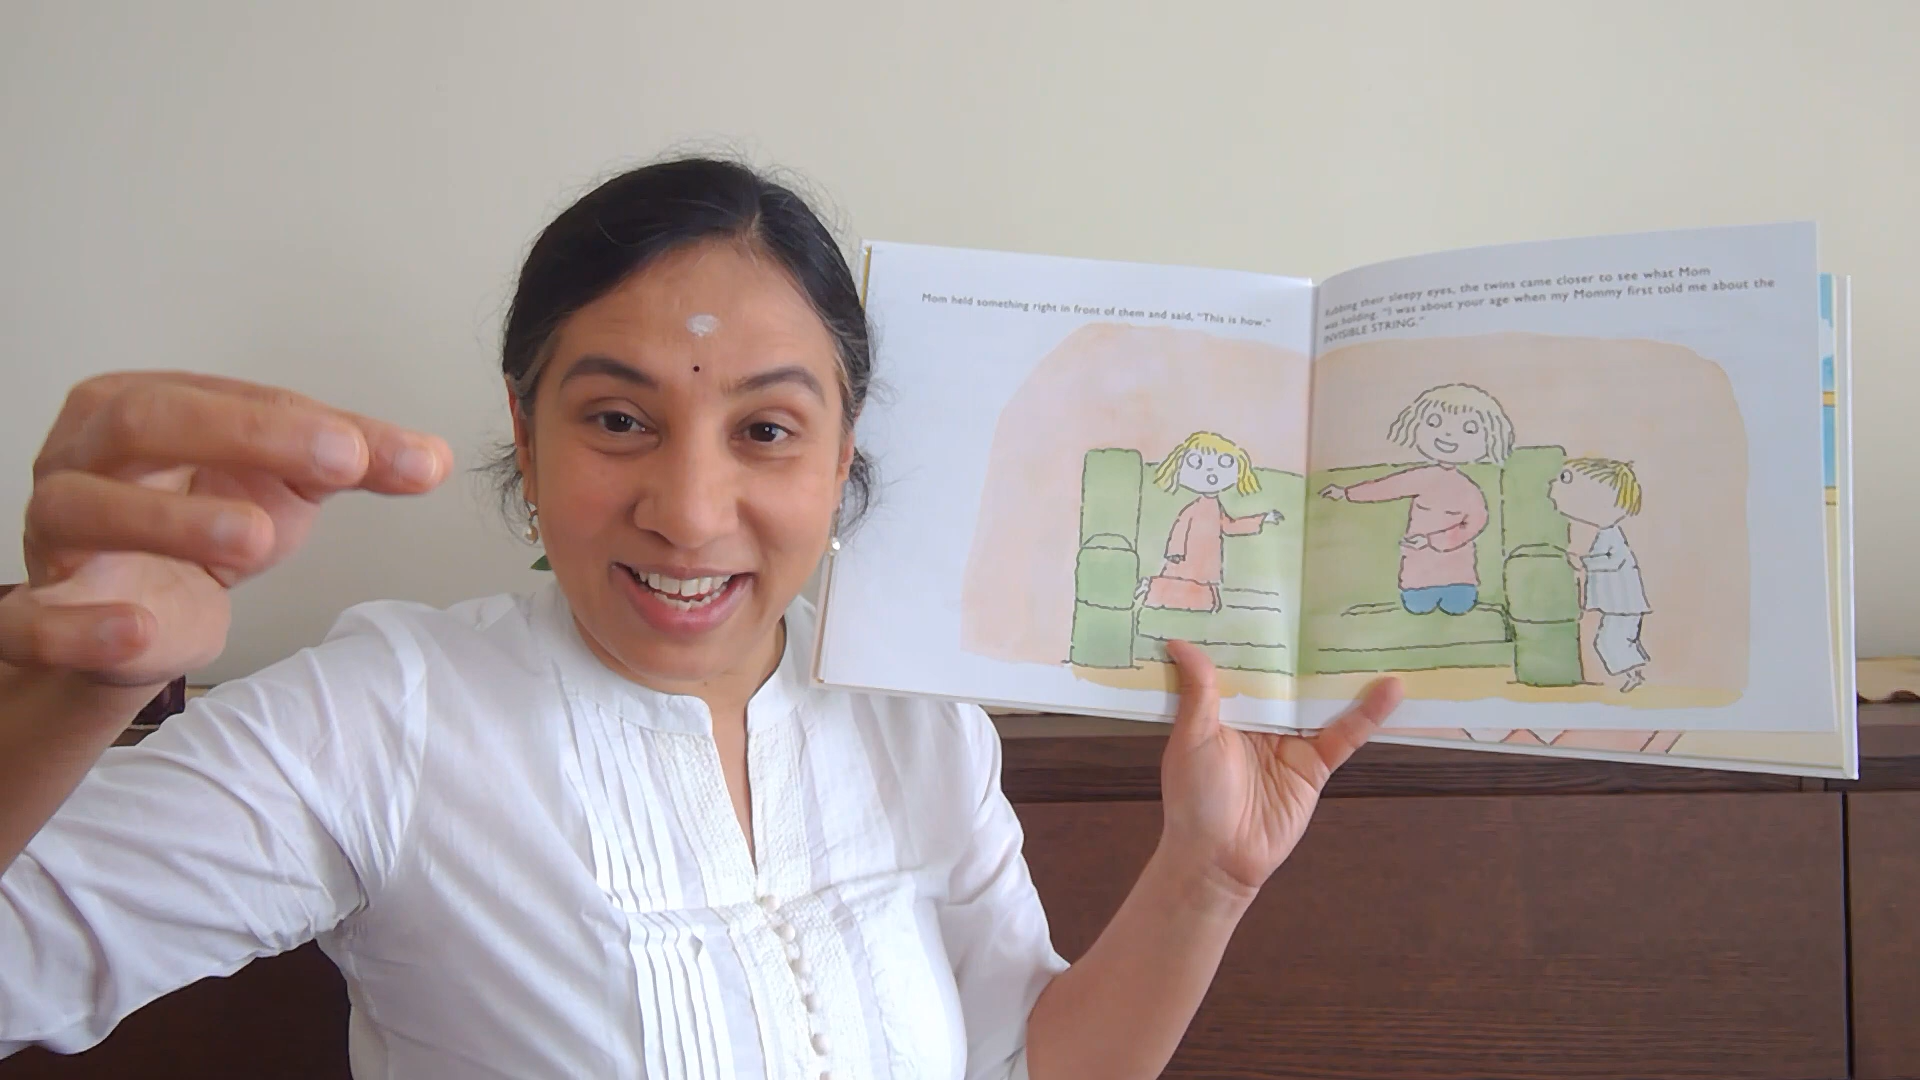 Mom held something right in front of them and said, "This is how."
Rubbing their sleepy eyes, the twins came closer to see what Mom
was holding. "I was about your age when my Mommy first told me about the
INVISIBLE STRING."